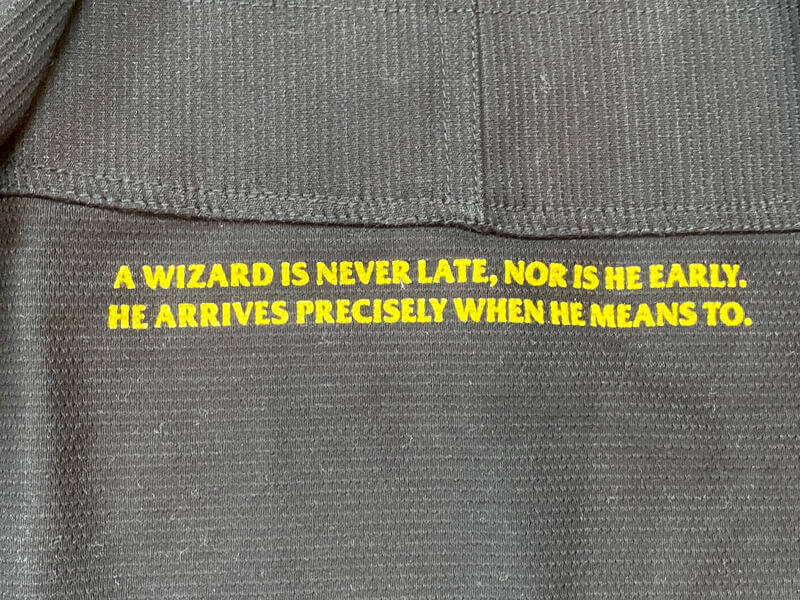 A WIZARD IS NEVER LATE, NOR IS HE EARLY.
HE ARRIVES PRECISELY WHEN HE MEANS TO.